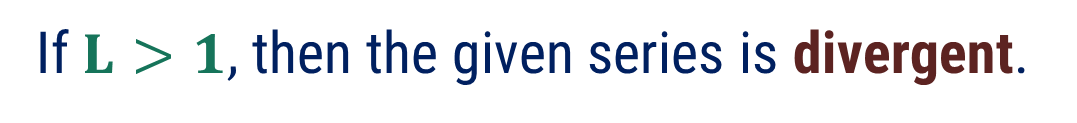 If L > 1, then the given series is divergent.